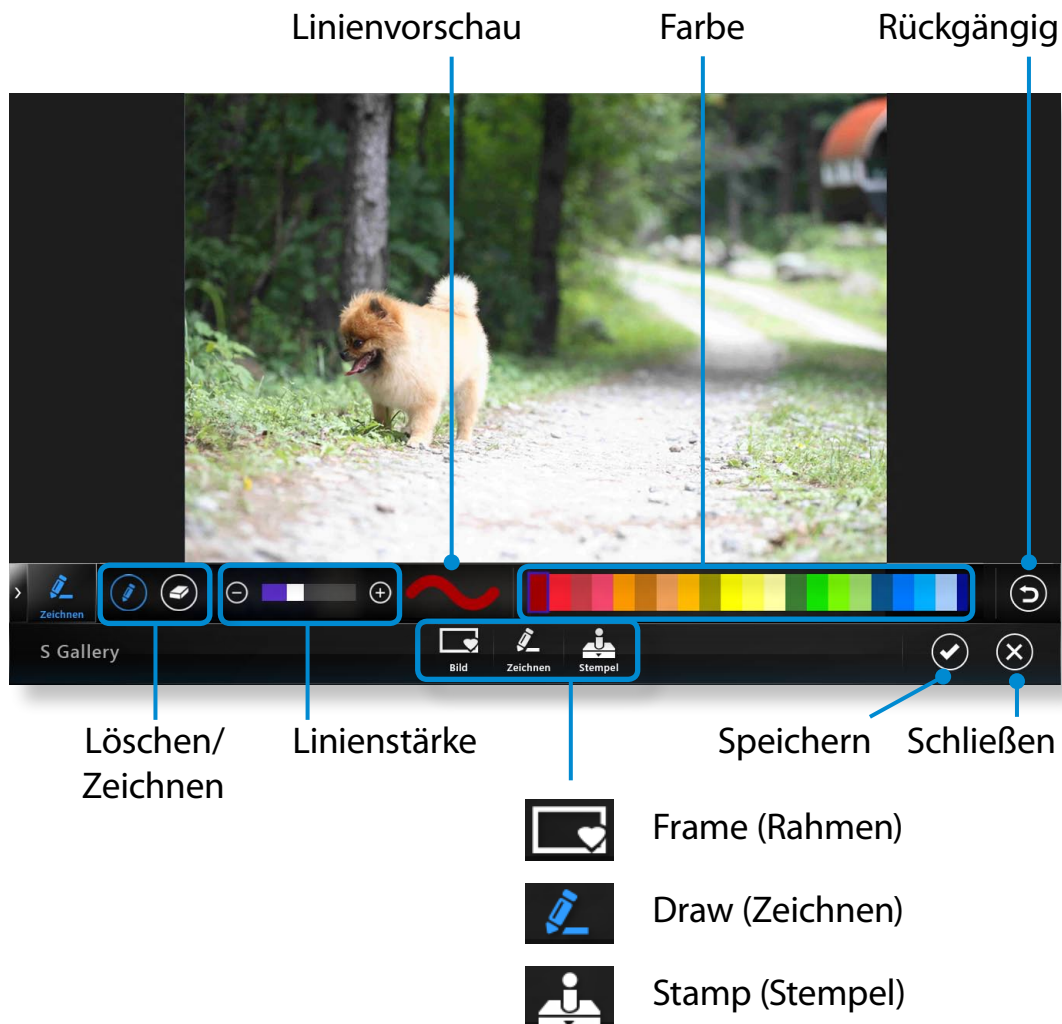 Linienvorschau Farbe Rückgängig
Zeichnen
S Gallery
Bild Zeichnen Stempel
Löschen/
Zeichnen
Linienstärke
Speichern Schließen
Frame (Rahmen)
Draw (Zeichnen)
Stamp (Stempel)